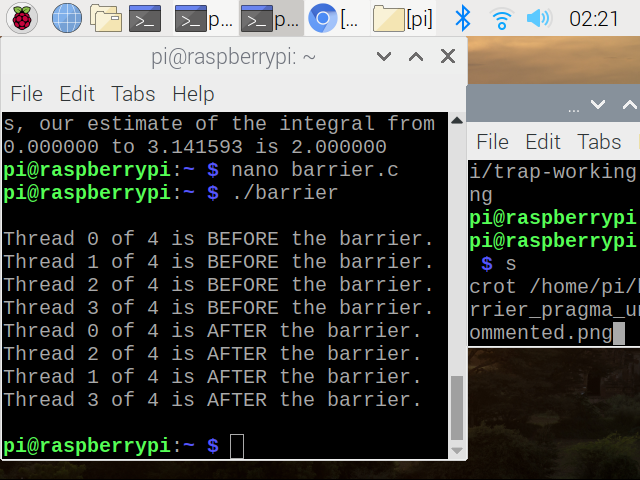 p...
p...
[...
[pi]
02:21
pi@raspberrypi: ~
File Edit Tabs Help
s, our estimate of the integral from
0.000000 to 3.141593 is 2.000000
pi@raspberrypi:~ $ nano barrier.c
pi@raspberrypi:~ $ ./barrier
Thread 0 of 4 is BEFORE the barrier.
Thread 1 of 4 is BEFORE the barrier.
Thread 2 of 4 is BEFORE the barrier.
Thread 3 of 4 is BEFORE the barrier.
Thread 0 of 4 is AFTER the barrier.
Thread 2 of 4 is AFTER the barrier.
Thread 1 of 4 is AFTER the barrier.
Thread 3 of 4 is AFTER the barrier.
pi@raspberrypi:~ $
...
File Edit Tabs
i/trap-working
ng
pi@raspberrypi
pi@raspberrypi
$ s
crot /home/pi/
rrier_pragma_u
ommented.png